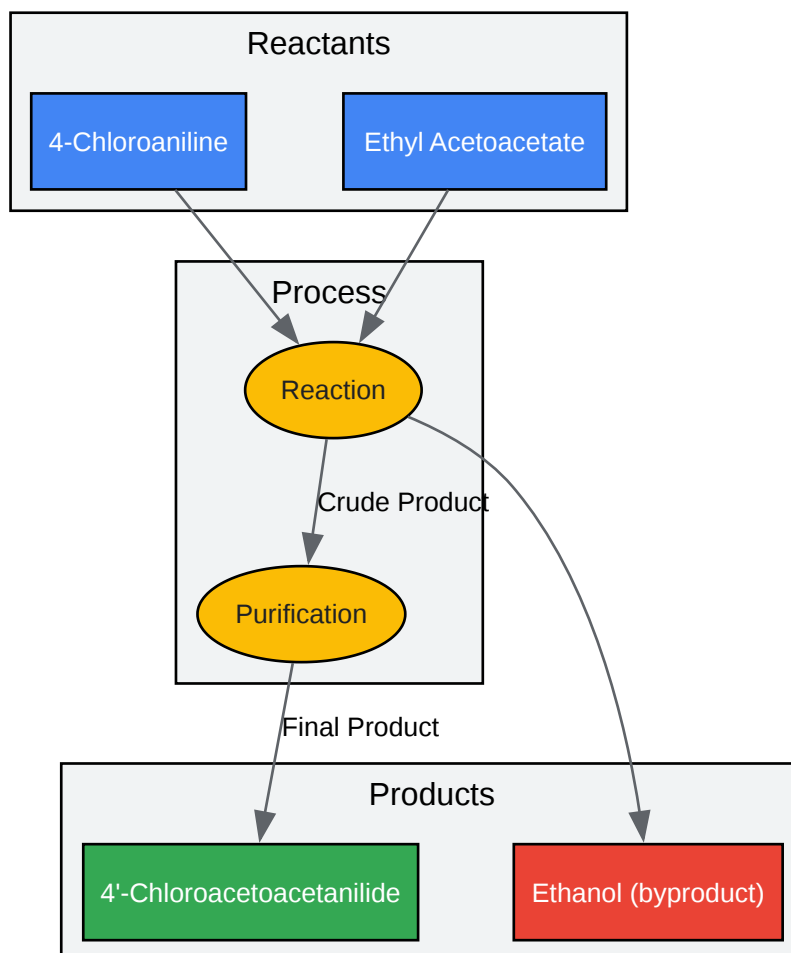 Reactants
4-Chloroaniline
Ethyl Acetoacetate
Process
Reaction
Crude Product
Purification
Final Product
Products
4'-Chloroacetoacetanilide
Ethanol (byproduct)